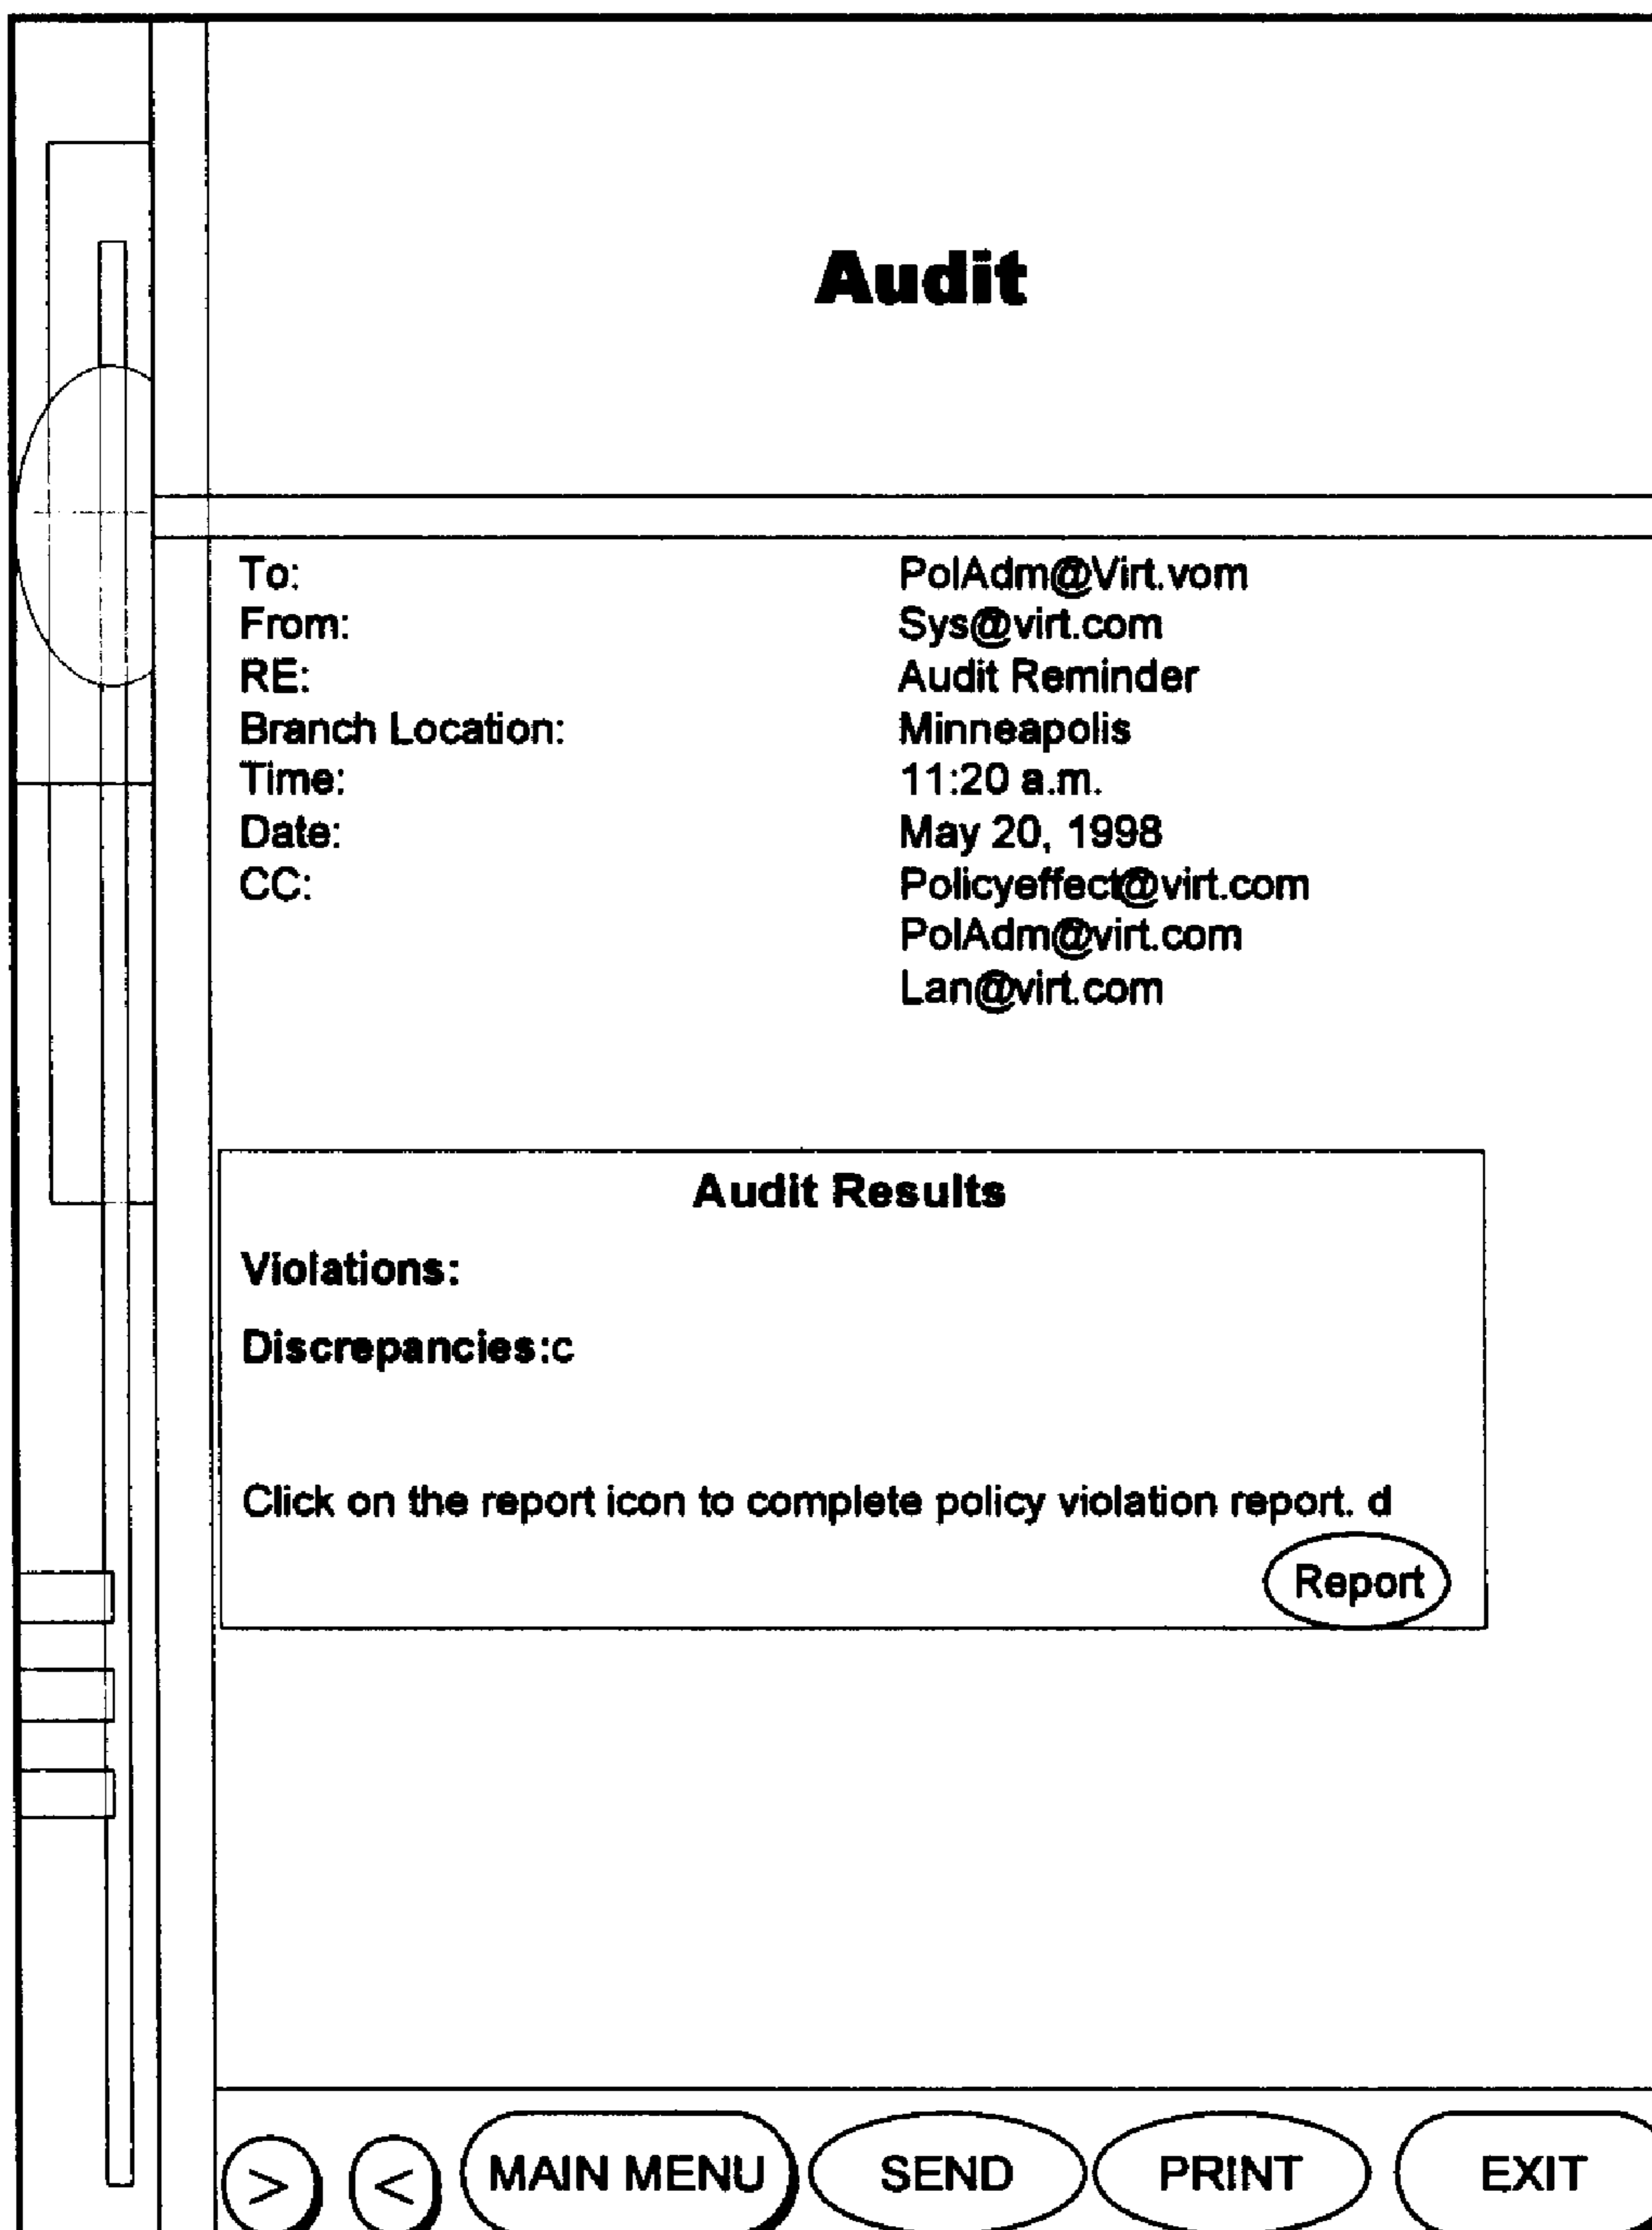 Audit
To: PolAdm@Virt.vom
From: Sys@virt.com
RE: Audit Reminder
Branch Location: Minneapolis
Time: 11:20 a.m.
Date: May 20, 1998
CC: Policyeffect@virt.com
PolAdm@virt.com
Lan@virt.com
Audit Results
Violations:
Discrepancies:c
Click on the report icon to complete policy violation report. d
Report
> < MAIN MENU SEND PRINT EXIT